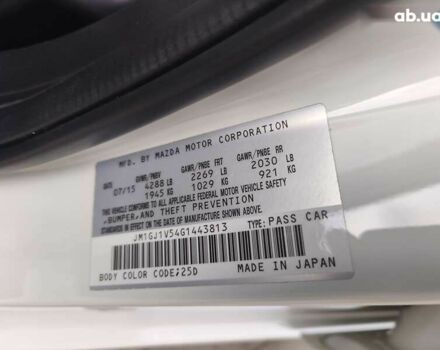 ab.ua
MFD. BY MAZDA MOTOR CORPORATION
DATE GVWR/PNBV GAWR/PNBE FRT GAWR/PNBE RR
07/15 4288 LB 2269 LB 2030 LB
1945 KG 1029 KG 921 KG
THIS VEHICLE CONFORMS TO ALL APPLICABLE FEDERAL MOTOR VEHICLE SAFETY,
BUMPER, AND THEFT PREVENTION
STANDARDS IN EFFECT ON THE DATE OF MANUFACTURE SHOWN ABOVE.
JM1GJ1V54G1443813 TYPE: PASS CAR
BODY COLOR CODE;25D MADE IN JAPAN